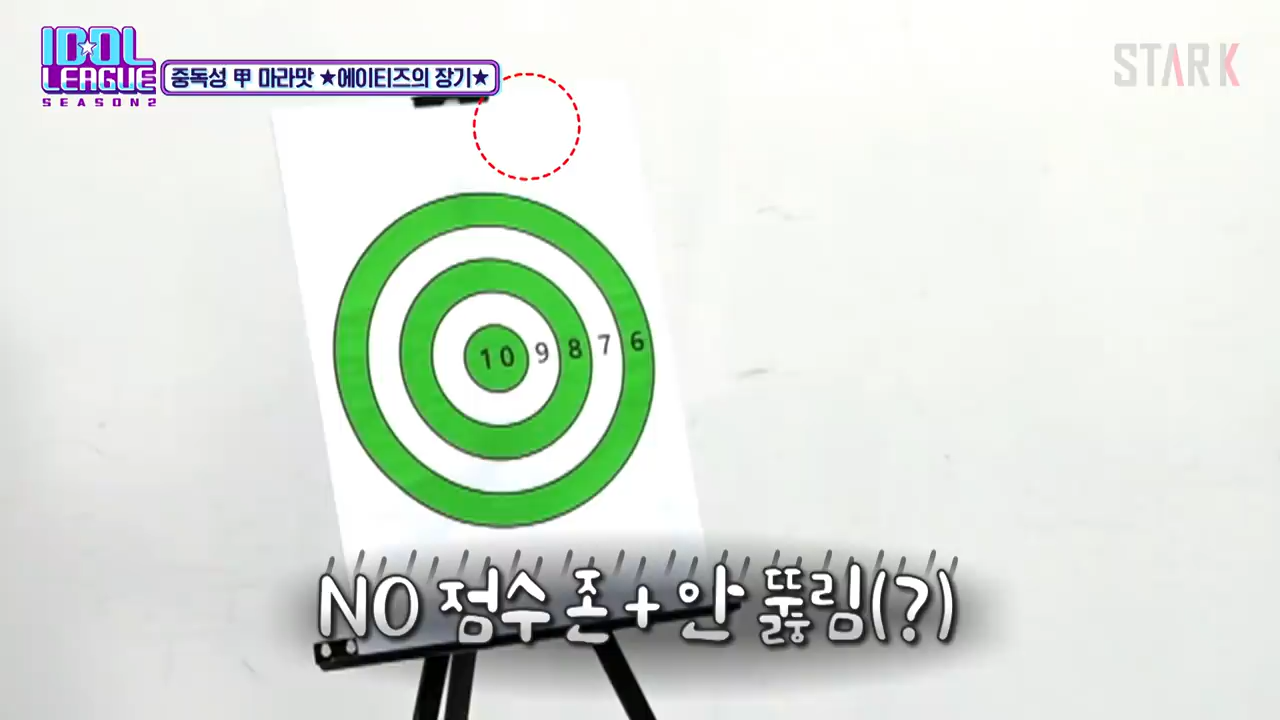 IDOL
LEAGUE
SEASON2
중독성 甲 마라맛 ★에이티즈의 장기★
STAR K
10 9 8 7 6
NO 점수 존 + 안 뚫림(?)